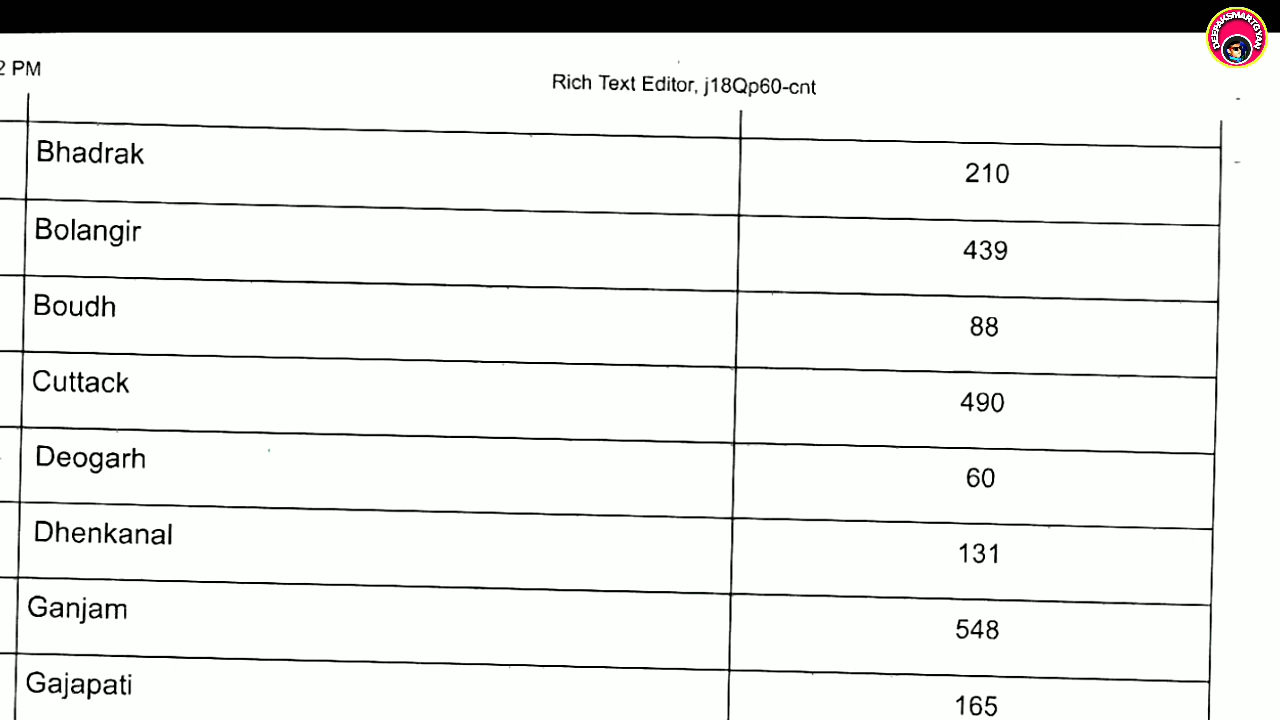 2 PM
Rich Text Editor, j18Qp60-cnt
DEEPAKSMARTGYAN
Bhadrak 210
Bolangir 439
Boudh 88
Cuttack 490
Deogarh 60
Dhenkanal 131
Ganjam 548
Gajapati 165